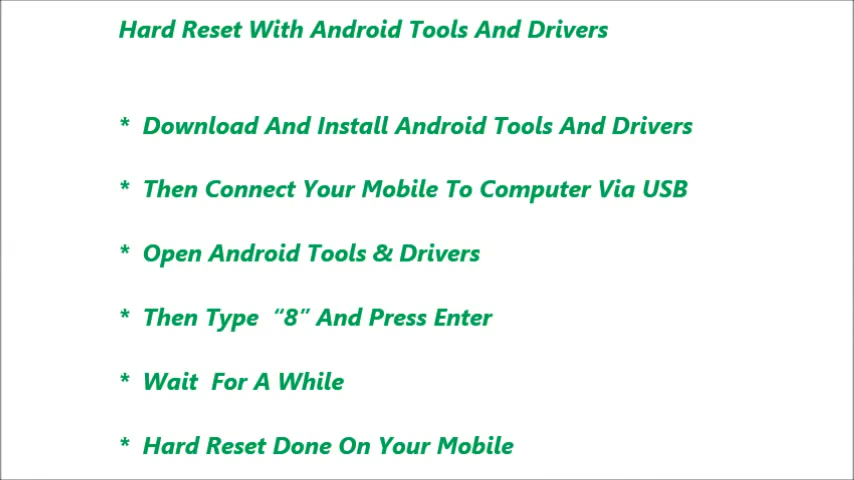 Hard Reset With Android Tools And Drivers
* Download And Install Android Tools And Drivers
* Then Connect Your Mobile To Computer Via USB
* Open Android Tools & Drivers
* Then Type “8” And Press Enter
* Wait For A While
* Hard Reset Done On Your Mobile